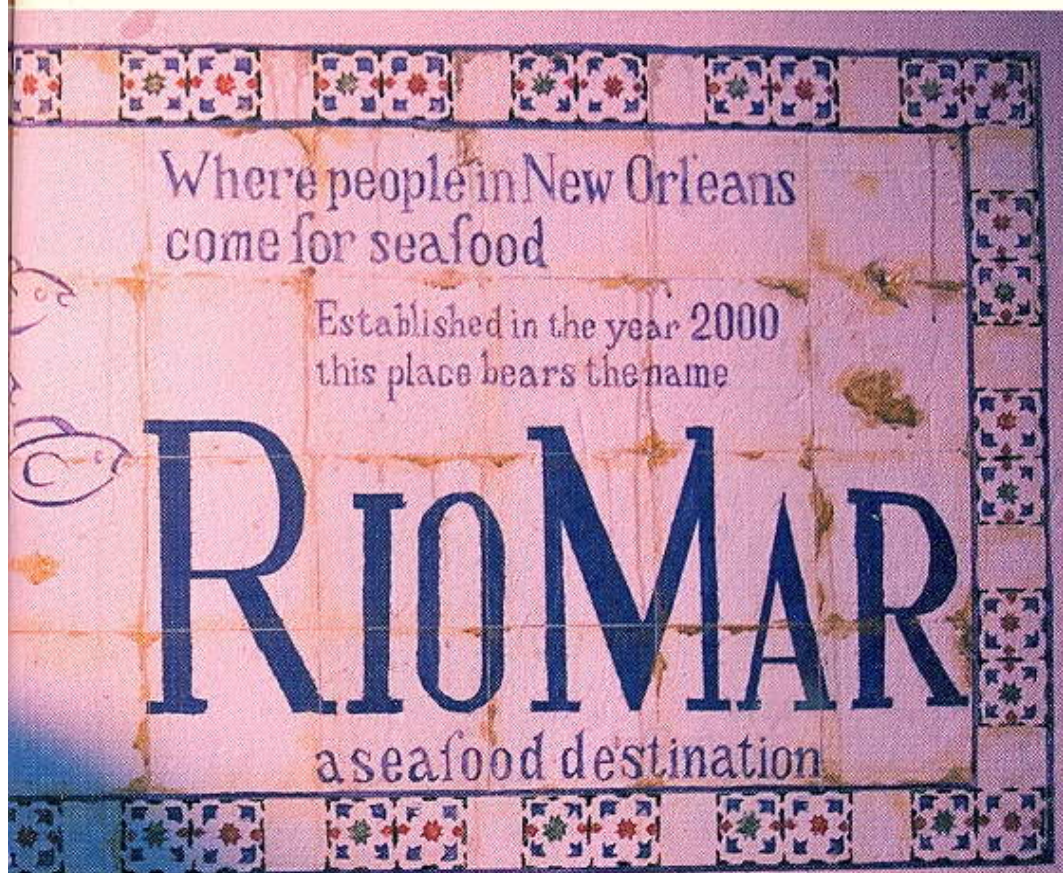 Where people in New Orleans
come for seafood
Established in the year 2000
this place bears the name
RIOMAR
a seafood destination